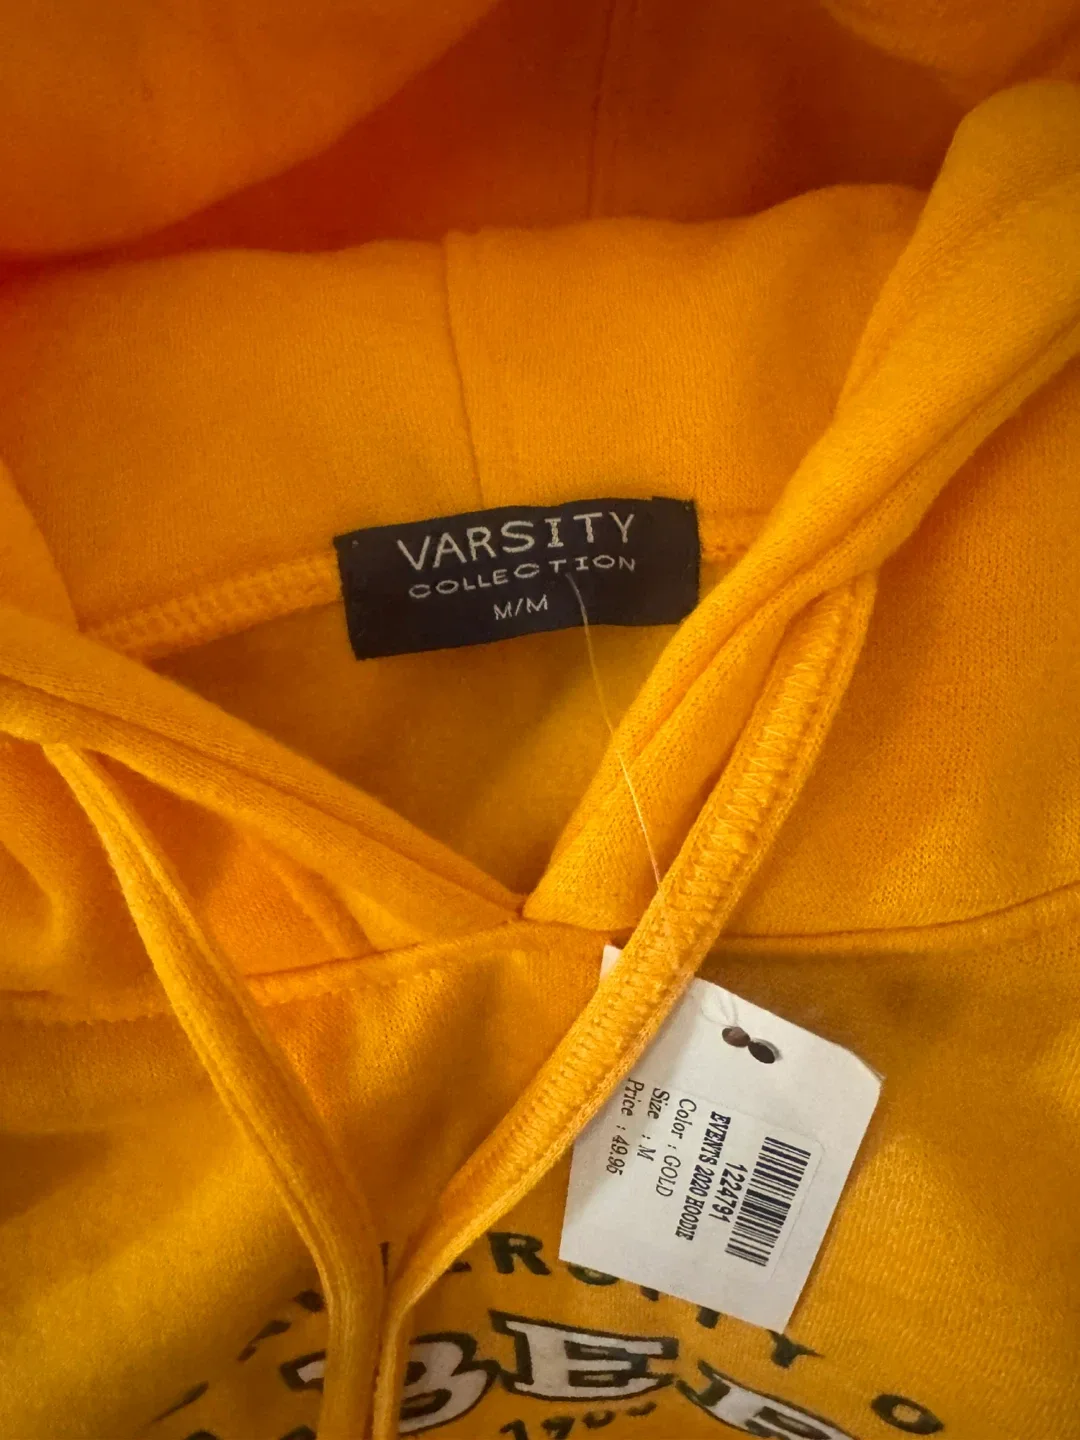 VARSITY
COLLECTION
M/M
1224791
EVENTS 2020 HOODIE
Color : GOLD
Size : M
Price : 49.95